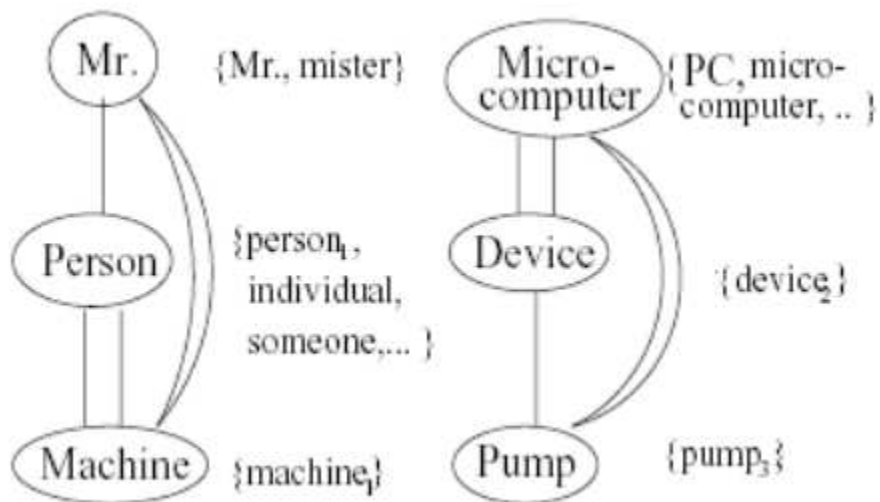 Mr.
{Mr., mister}
Person
{person₁,
individual,
someone,... }
Machine
{machine₁}
Micro-
computer
{PC, micro-
computer, .. }
Device
{device₂}
Pump
{pump₃}